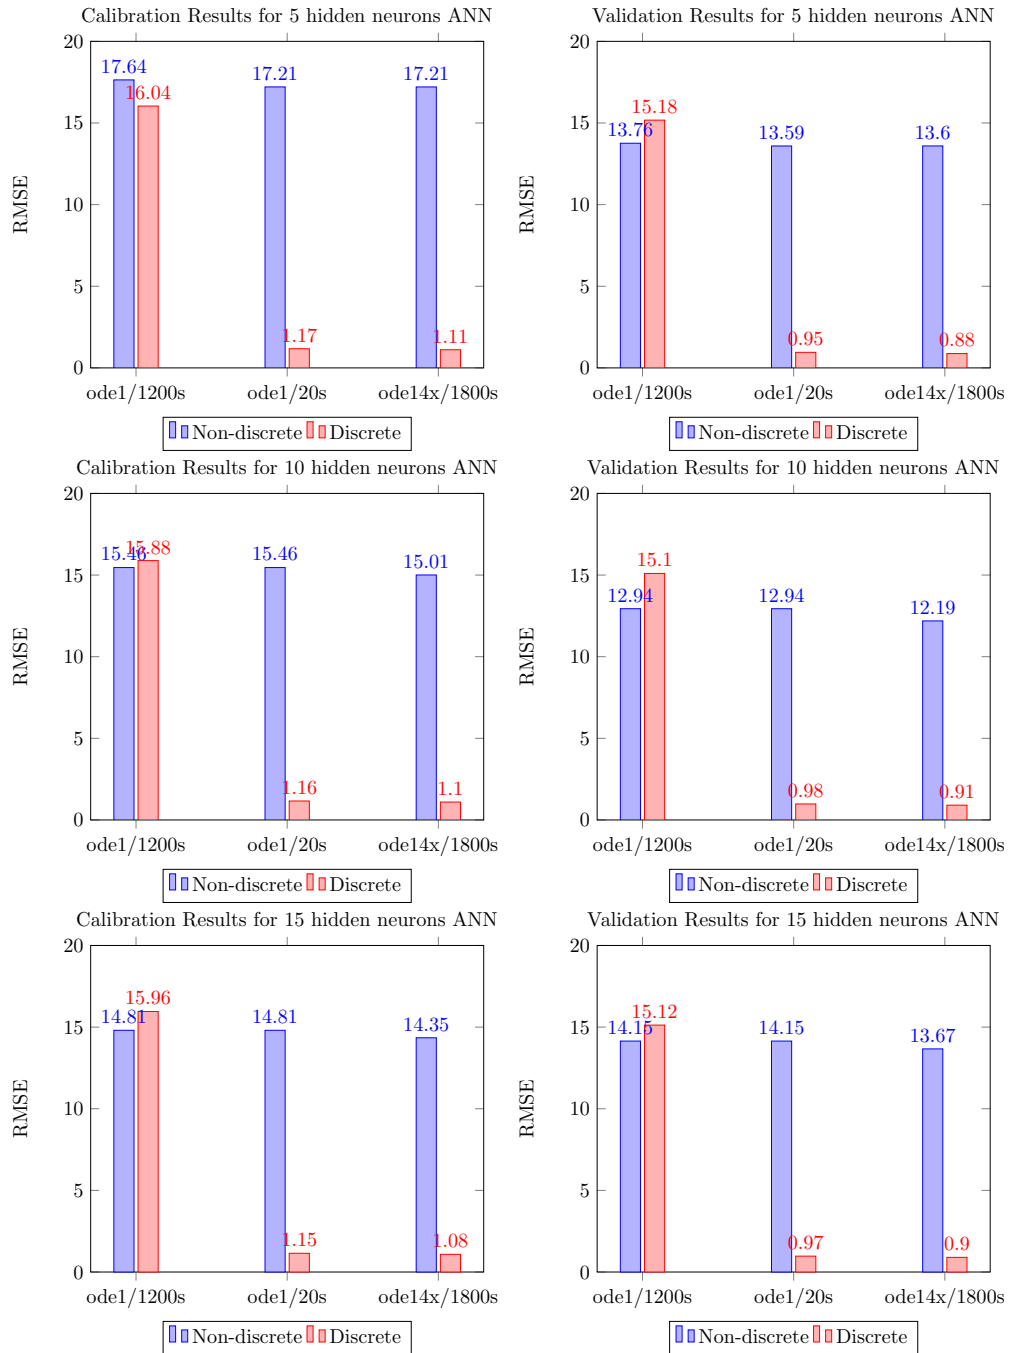 Calibration Results for 5 hidden neurons ANN
20
15
10
5
0
RMSE
17.64
16.04
17.21
1.17
17.21
1.11
ode1/1200s
ode1/20s
ode14x/1800s
Non-discrete
Discrete
Validation Results for 5 hidden neurons ANN
20
15
10
5
0
RMSE
13.76
15.18
13.59
0.95
13.6
0.88
ode1/1200s
ode1/20s
ode14x/1800s
Non-discrete
Discrete
Calibration Results for 10 hidden neurons ANN
20
15
10
5
0
RMSE
15.46
15.88
15.46
1.16
15.01
1.1
ode1/1200s
ode1/20s
ode14x/1800s
Non-discrete
Discrete
Validation Results for 10 hidden neurons ANN
20
15
10
5
0
RMSE
12.94
15.1
12.94
0.98
12.19
0.91
ode1/1200s
ode1/20s
ode14x/1800s
Non-discrete
Discrete
Calibration Results for 15 hidden neurons ANN
20
15
10
5
0
RMSE
14.81
15.96
14.81
1.15
14.35
1.08
ode1/1200s
ode1/20s
ode14x/1800s
Non-discrete
Discrete
Validation Results for 15 hidden neurons ANN
20
15
10
5
0
RMSE
14.15
15.12
14.15
0.97
13.67
0.9
ode1/1200s
ode1/20s
ode14x/1800s
Non-discrete
Discrete